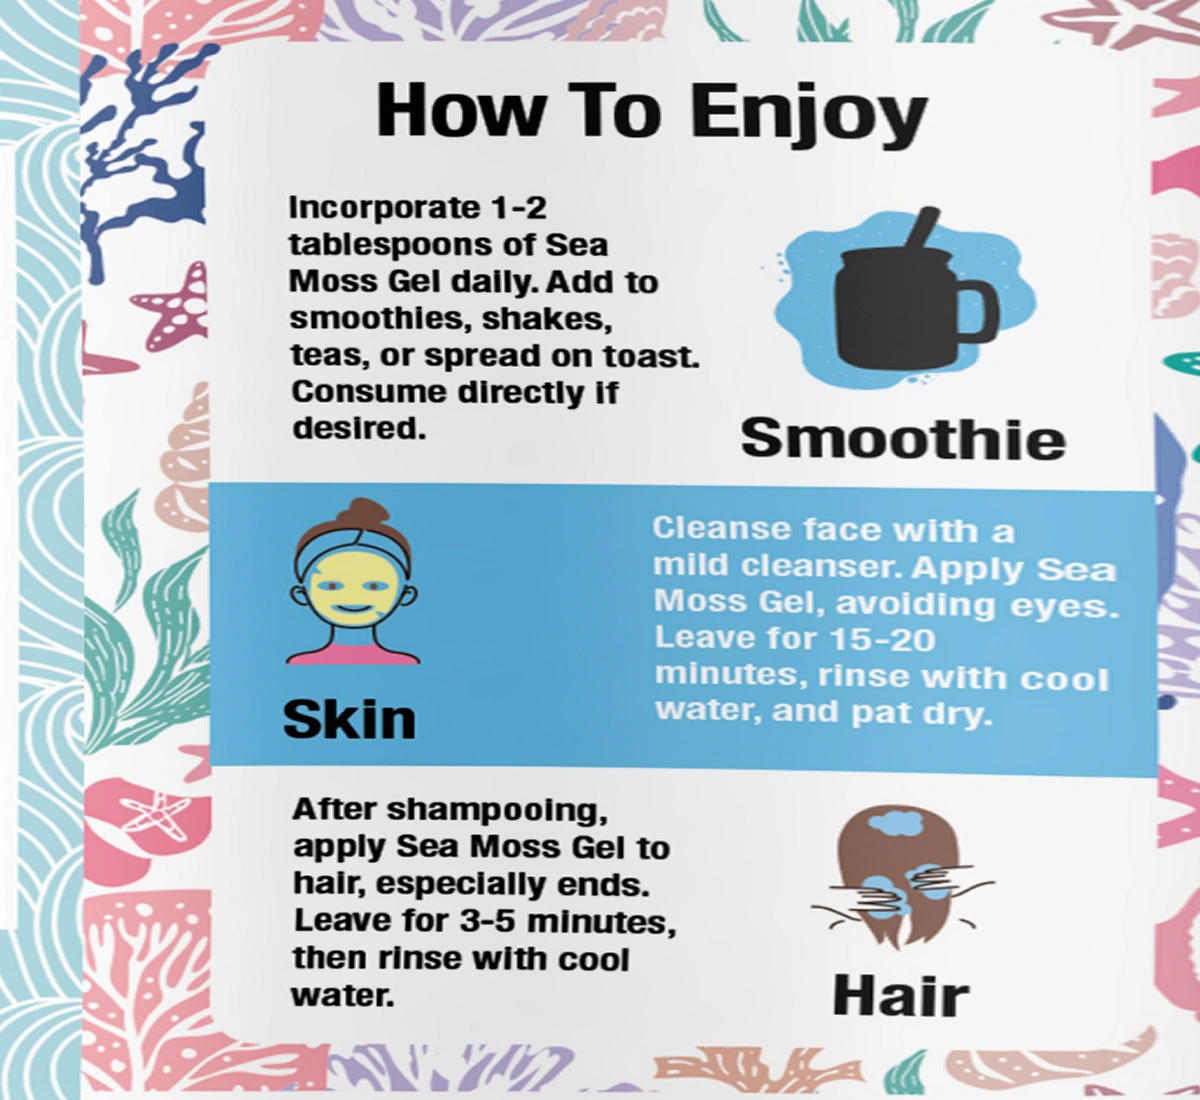 How To Enjoy
Incorporate 1-2
tablespoons of Sea
Moss Gel daily. Add to
smoothies, shakes,
teas, or spread on toast.
Consume directly if
desired.
Smoothie
Skin
Cleanse face with a
mild cleanser. Apply Sea
Moss Gel, avoiding eyes.
Leave for 15-20
minutes, rinse with cool
water, and pat dry.
After shampooing,
apply Sea Moss Gel to
hair, especially ends.
Leave for 3-5 minutes,
then rinse with cool
water.
Hair